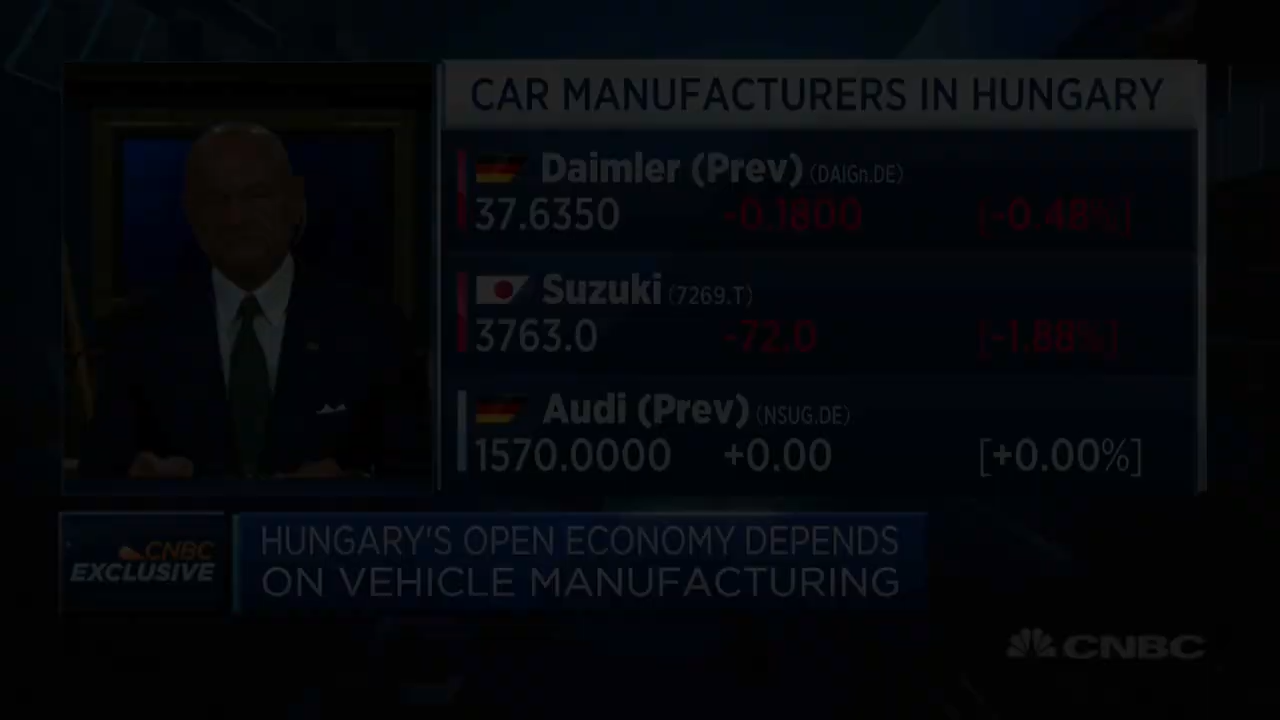 CAR MANUFACTURERS IN HUNGARY
Daimler (Prev) (DAIGn.DE)
37.6350 -0.1800 [-0.48%]
Suzuki (7269.T)
3763.0 -72.0 [-1.88%]
Audi (Prev) (NSUG.DE)
1570.0000 +0.00 [+0.00%]
CNBC
EXCLUSIVE
HUNGARY'S OPEN ECONOMY DEPENDS
ON VEHICLE MANUFACTURING
CNBC